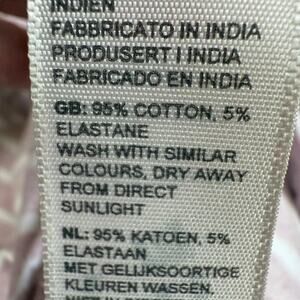 INDIEN
FABBRICATO IN INDIA
PRODUSERT I INDIA
FABRICADO EN INDIA
GB: 95% COTTON, 5%
ELASTANE
WASH WITH SIMILAR
COLOURS, DRY AWAY
FROM DIRECT
SUNLIGHT
NL: 95% KATOEN, 5%
ELASTAAN
MET GELIJKSOORTIGE
KLEUREN WASSEN,